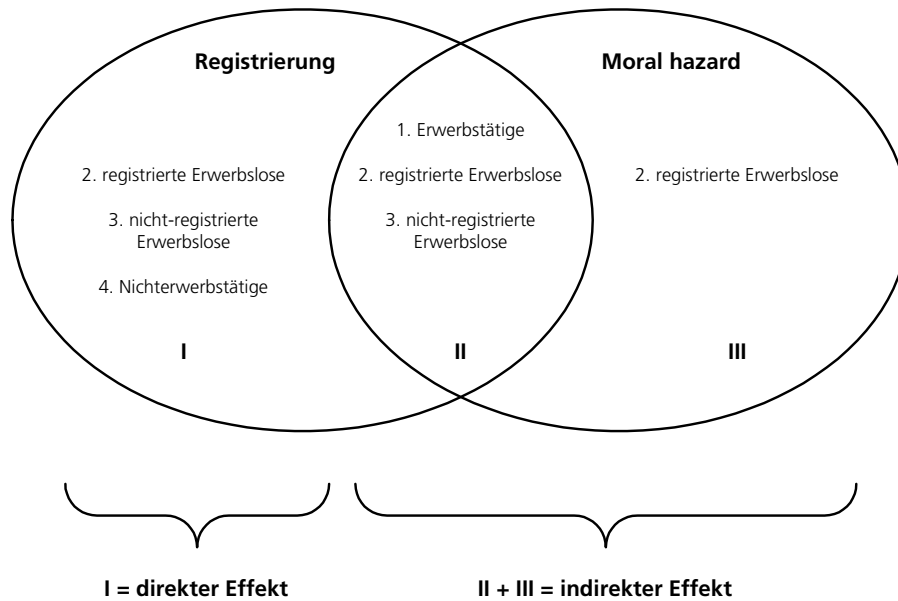 Registrierung
Moral hazard
1. Erwerbstätige
2. registrierte Erwerbslose
2. registrierte Erwerbslose
2. registrierte Erwerbslose
3. nicht-registrierte
Erwerbslose
3. nicht-registrierte
Erwerbslose
4. Nichterwerbstätige
I
II
III
I = direkter Effekt
II + III = indirekter Effekt